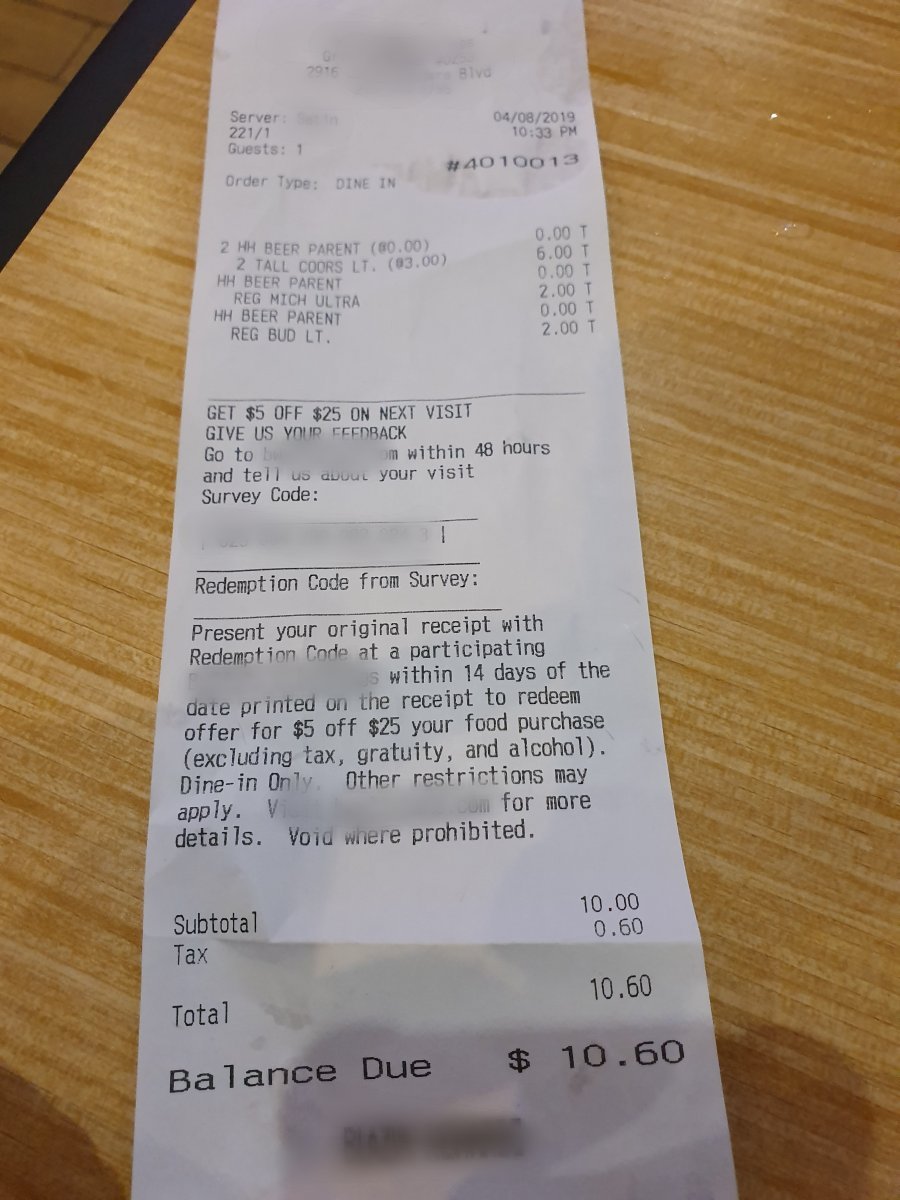 2916 Blvd
Server:
04/08/2019
221/1
10:33 PM
Guests: 1
#4010013
Order Type: DINE IN
2 HH BEER PARENT (@0.00) 0.00 T
2 TALL COORS LT. (@3.00) 6.00 T
HH BEER PARENT 0.00 T
REG MICH ULTRA 2.00 T
HH BEER PARENT 0.00 T
REG BUD LT. 2.00 T
GET $5 OFF $25 ON NEXT VISIT
GIVE US YOUR FEEDBACK
Go to within 48 hours
and tell us about your visit
Survey Code:
Redemption Code from Survey:
Present your original receipt with
Redemption Code at a participating
within 14 days of the
date printed on the receipt to redeem
offer for $5 off $25 your food purchase
(excluding tax, gratuity, and alcohol).
Dine-in Only. Other restrictions may
apply. for more
details. Void where prohibited.
Subtotal 10.00
Tax 0.60
Total 10.60
Balance Due $ 10.60